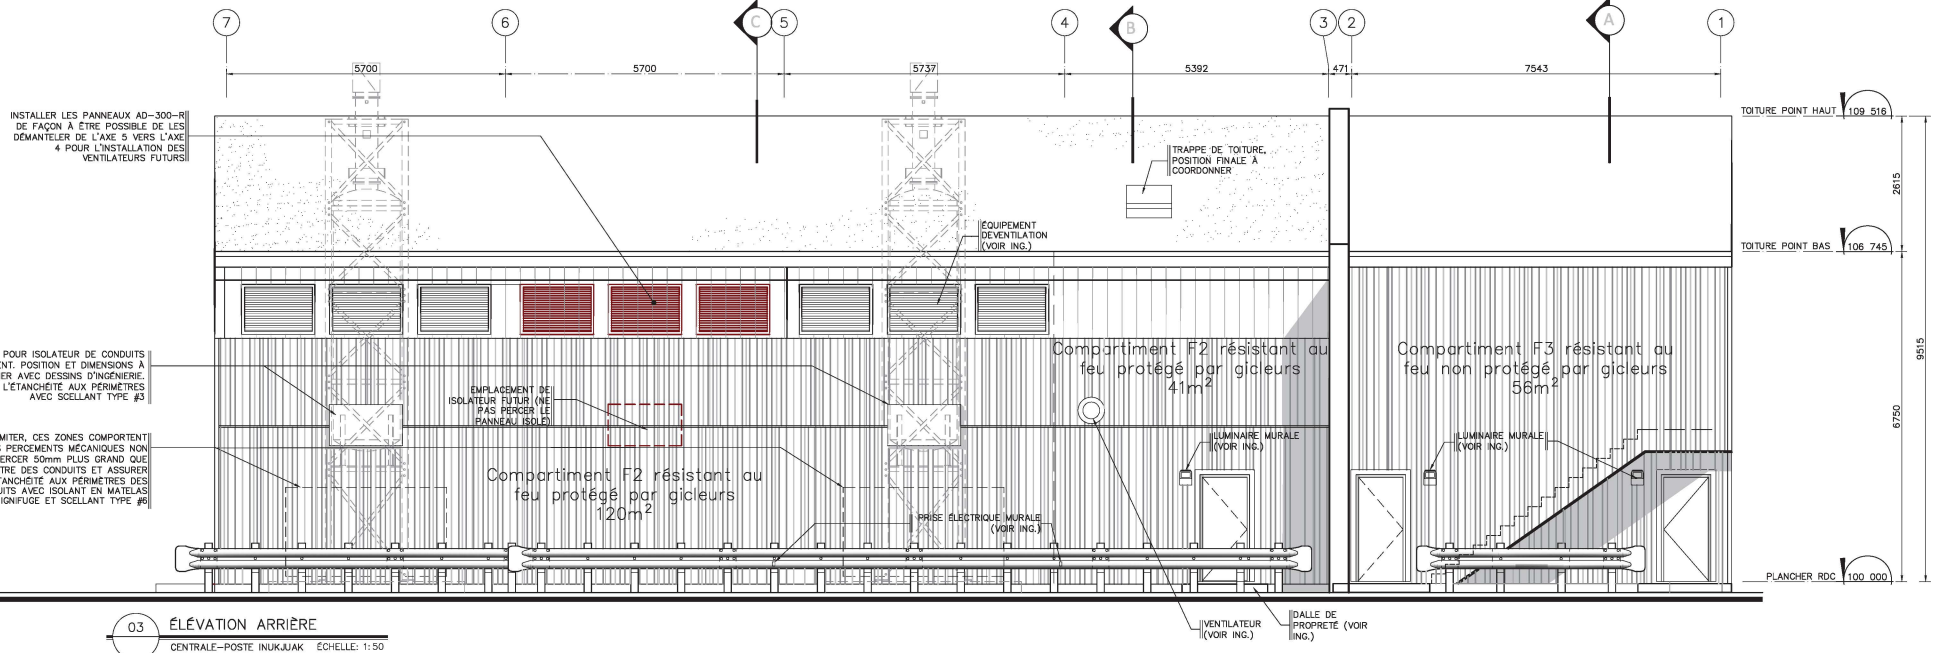 7
6
C
5
4
B
3
2
A
1
5700
5700
5737
5392
471
7543
INSTALLER LES PANNEAUX AD-300-R
DE FAÇON À ÊTRE POSSIBLE DE LES
DÉMANTELER DE L'AXE 5 VERS L'AXE
4 POUR L'INSTALLATION DES
VENTILATEURS FUTURS
TRAPPE DE TOITURE,
POSITION FINALE À
COORDONNER
ÉQUIPEMENT
DEVENTILATION
(VOIR ING.)
TOITURE POINT HAUT
109 516
2615
TOITURE POINT BAS
106 745
9515
6750
PLANCHER RDC
100 000
POUR ISOLATEUR DE CONDUITS
ENT. POSITION ET DIMENSIONS À
ER AVEC DESSINS D'INGÉNIERIE.
L'ÉTANCHÉITÉ AUX PÉRIMÈTRES
AVEC SCELLANT TYPE #3
MITER, CES ZONES COMPORTENT
S PERCEMENTS MÉCANIQUES NON
ERCER 50mm PLUS GRAND QUE
TRE DES CONDUITS ET ASSURER
TANCHÉITÉ AUX PÉRIMÈTRES DES
UITS AVEC ISOLANT EN MATELAS
IGNIFUGE ET SCELLANT TYPE #6
EMPLACEMENT DE
ISOLATEUR FUTUR (NE
PAS PERCER LE
PANNEAU ISOLÉ)
Compartiment F2 résistant au
feu protégé par gicleurs
120m²
Compartiment F2 résistant au
feu protégé par gicleurs
41m²
Compartiment F3 résistant au
feu non protégé par gicleurs
56m²
LUMINAIRE MURALE
(VOIR ING.)
LUMINAIRE MURALE
(VOIR ING.)
PRISE ÉLECTRIQUE MURALE
(VOIR ING.)
VENTILATEUR
(VOIR ING.)
DALLE DE
PROPRETÉ (VOIR
ING.)
03
ÉLÉVATION ARRIÈRE
CENTRALE-POSTE INUKJUAK ÉCHELLE: 1:50